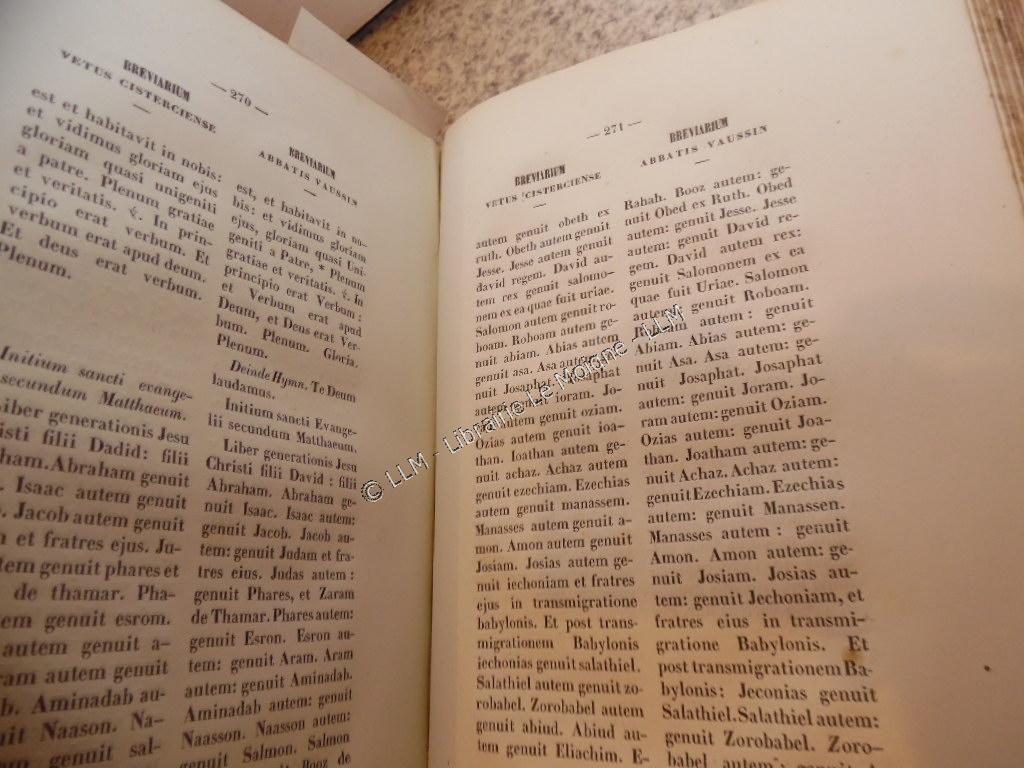 — 270 —
BREVIARIUM
VETUS CISTERCIENSE
est et habitavit in nobis:
et vidimus gloriam ejus
gloriam quasi unigeniti
a patre. Plenum gratiae
et veritatis. ℣. In prin-
cipio erat verbum. Et
verbum erat apud deum.
Et deus erat verbum.
Plenum.
Initium sancti evange-
secundum Matthaeum.
Liber generationis Jesu
Christi filii Dadid: filii
Abraham genuit
Isaac autem genuit
Jacob autem genuit
et fratres ejus. Ju-
genuit phares et
de thamar. Pha-
autem genuit esrom.
autem genuit a-
autem genuit
Aminadab au-
Naason. Na-
genuit sal-
BREVIARIUM
ABBATIS VAUSSIN
est, et habitavit in no-
bis: et vidimus gloriam
ejus, gloriam quasi Uni-
geniti a Patre, * Plenum
gratiae et veritatis. ℣. In
principio erat Verbum:
et Verbum erat apud
Deum, et Deus erat Ver-
bum. Plenum. Gloria.
Plenum.
Deinde Hymn. Te Deum
laudamus.
Initium sancti Evange-
lii secundum Matthaeum.
Liber generationis Jesu
Christi filii David: filii
Abraham. Abraham ge-
nuit Isaac. Isaac autem:
genuit Jacob. Jacob au-
tem: genuit Judam et fra-
tres eius. Judas autem:
genuit Phares, et Zaram
de Thamar. Phares autem:
genuit Esron. Esron au-
tem: genuit Aram. Aram
autem: genuit Aminadab.
Aminadab autem: genuit
Naasson. Naasson autem:
genuit Salmon. Salmon
Booz de
— 271 —
BREVIARIUM
VETUS CISTERCIENSE
autem genuit obeth ex
ruth. Obeth autem genuit
Jesse. Jesse autem genuit
david regem. David au-
tem rex genuit salomo-
nem ex ea quae fuit uriae.
Salomon autem genuit ro-
boam. Roboam autem ge-
nuit abiam. Abias autem
genuit asa. Asa autem ge-
nuit Josaphat. Josaphat
autem genuit ioram. Jo-
ram autem genuit oziam.
Ozias autem genuit ioa-
than. Ioathan autem ge-
nuit achaz. Achaz autem
genuit ezechiam. Ezechias
autem genuit manassem.
Manasses autem genuit a-
mon. Amon autem genuit
Josiam. Josias autem ge-
nuit iechoniam et fratres
ejus in transmigratione
babylonis. Et post trans-
migrationem Babylonis
iechonias genuit salathiel.
Salathiel autem genuit zo-
robabel. Zorobabel autem
genuit abiud. Abiud au-
tem genuit Eliachim. E-
BREVIARIUM
ABBATIS VAUSSIN
Rahab. Booz autem: ge-
nuit Obed ex Ruth. Obed
autem: genuit Jesse. Jesse
autem: genuit David re-
gem. David autem rex:
genuit Salomonem ex ea
quae fuit Uriae. Salomon
autem: genuit Roboam.
Roboam autem: genuit
Abiam. Abias autem: ge-
nuit Asa. Asa autem: ge-
nuit Josaphat. Josaphat
autem: genuit Joram. Jo-
ram autem: genuit Oziam.
Ozias autem: genuit Joa-
than. Joatham autem: ge-
nuit Achaz. Achaz autem:
genuit Ezechiam. Ezechias
autem: genuit Manassen.
Manasses autem: genuit
Amon. Amon autem: ge-
nuit Josiam. Josias au-
tem: genuit Jechoniam, et
fratres eius in transmi-
gratione Babylonis. Et
post transmigrationem Ba-
bylonis: Jeconias genuit
Salathiel. Salathiel autem:
genuit Zorobabel. Zoro-
babel autem: genuit
© LLM - Librairie Le Molône - LLM